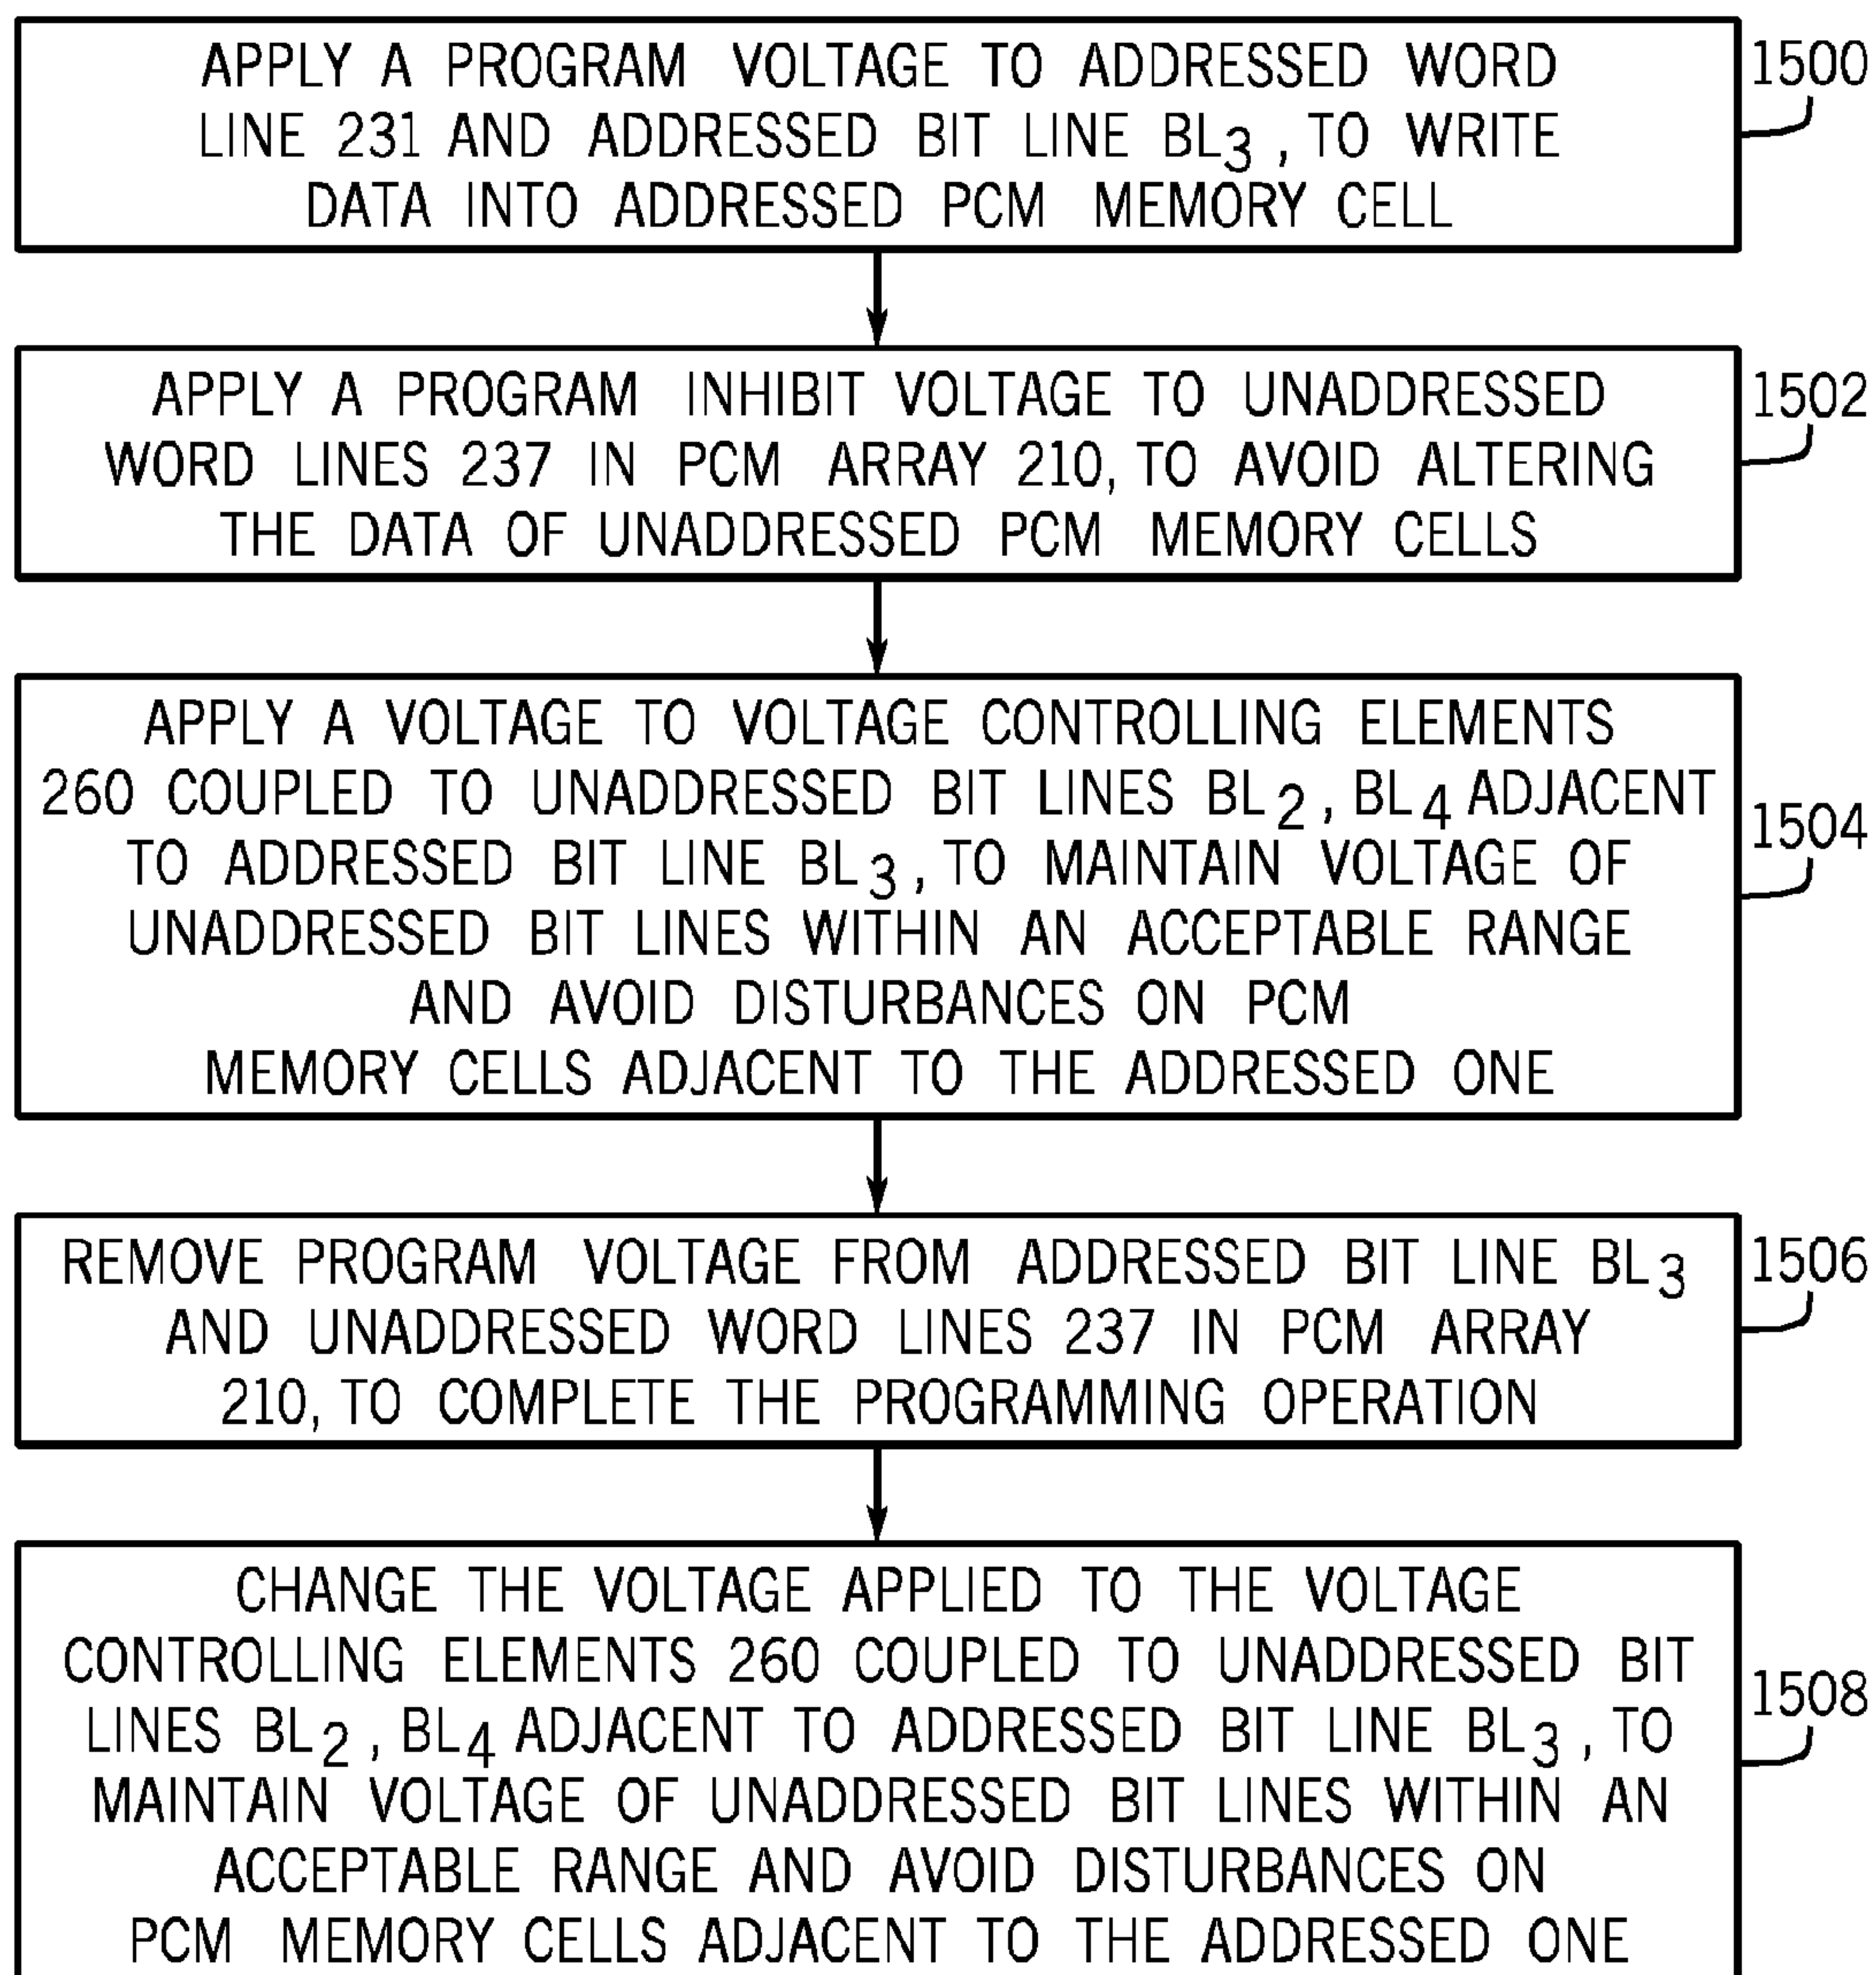 APPLY A PROGRAM VOLTAGE TO ADDRESSED WORD
LINE 231 AND ADDRESSED BIT LINE BL3, TO WRITE
DATA INTO ADDRESSED PCM MEMORY CELL
1500
APPLY A PROGRAM INHIBIT VOLTAGE TO UNADDRESSED
WORD LINES 237 IN PCM ARRAY 210, TO AVOID ALTERING
THE DATA OF UNADDRESSED PCM MEMORY CELLS
1502
APPLY A VOLTAGE TO VOLTAGE CONTROLLING ELEMENTS
260 COUPLED TO UNADDRESSED BIT LINES BL2, BL4 ADJACENT
TO ADDRESSED BIT LINE BL3, TO MAINTAIN VOLTAGE OF
UNADDRESSED BIT LINES WITHIN AN ACCEPTABLE RANGE
AND AVOID DISTURBANCES ON PCM
MEMORY CELLS ADJACENT TO THE ADDRESSED ONE
1504
REMOVE PROGRAM VOLTAGE FROM ADDRESSED BIT LINE BL3
AND UNADDRESSED WORD LINES 237 IN PCM ARRAY
210, TO COMPLETE THE PROGRAMMING OPERATION
1506
CHANGE THE VOLTAGE APPLIED TO THE VOLTAGE
CONTROLLING ELEMENTS 260 COUPLED TO UNADDRESSED BIT
LINES BL2, BL4 ADJACENT TO ADDRESSED BIT LINE BL3, TO
MAINTAIN VOLTAGE OF UNADDRESSED BIT LINES WITHIN AN
ACCEPTABLE RANGE AND AVOID DISTURBANCES ON
PCM MEMORY CELLS ADJACENT TO THE ADDRESSED ONE
1508